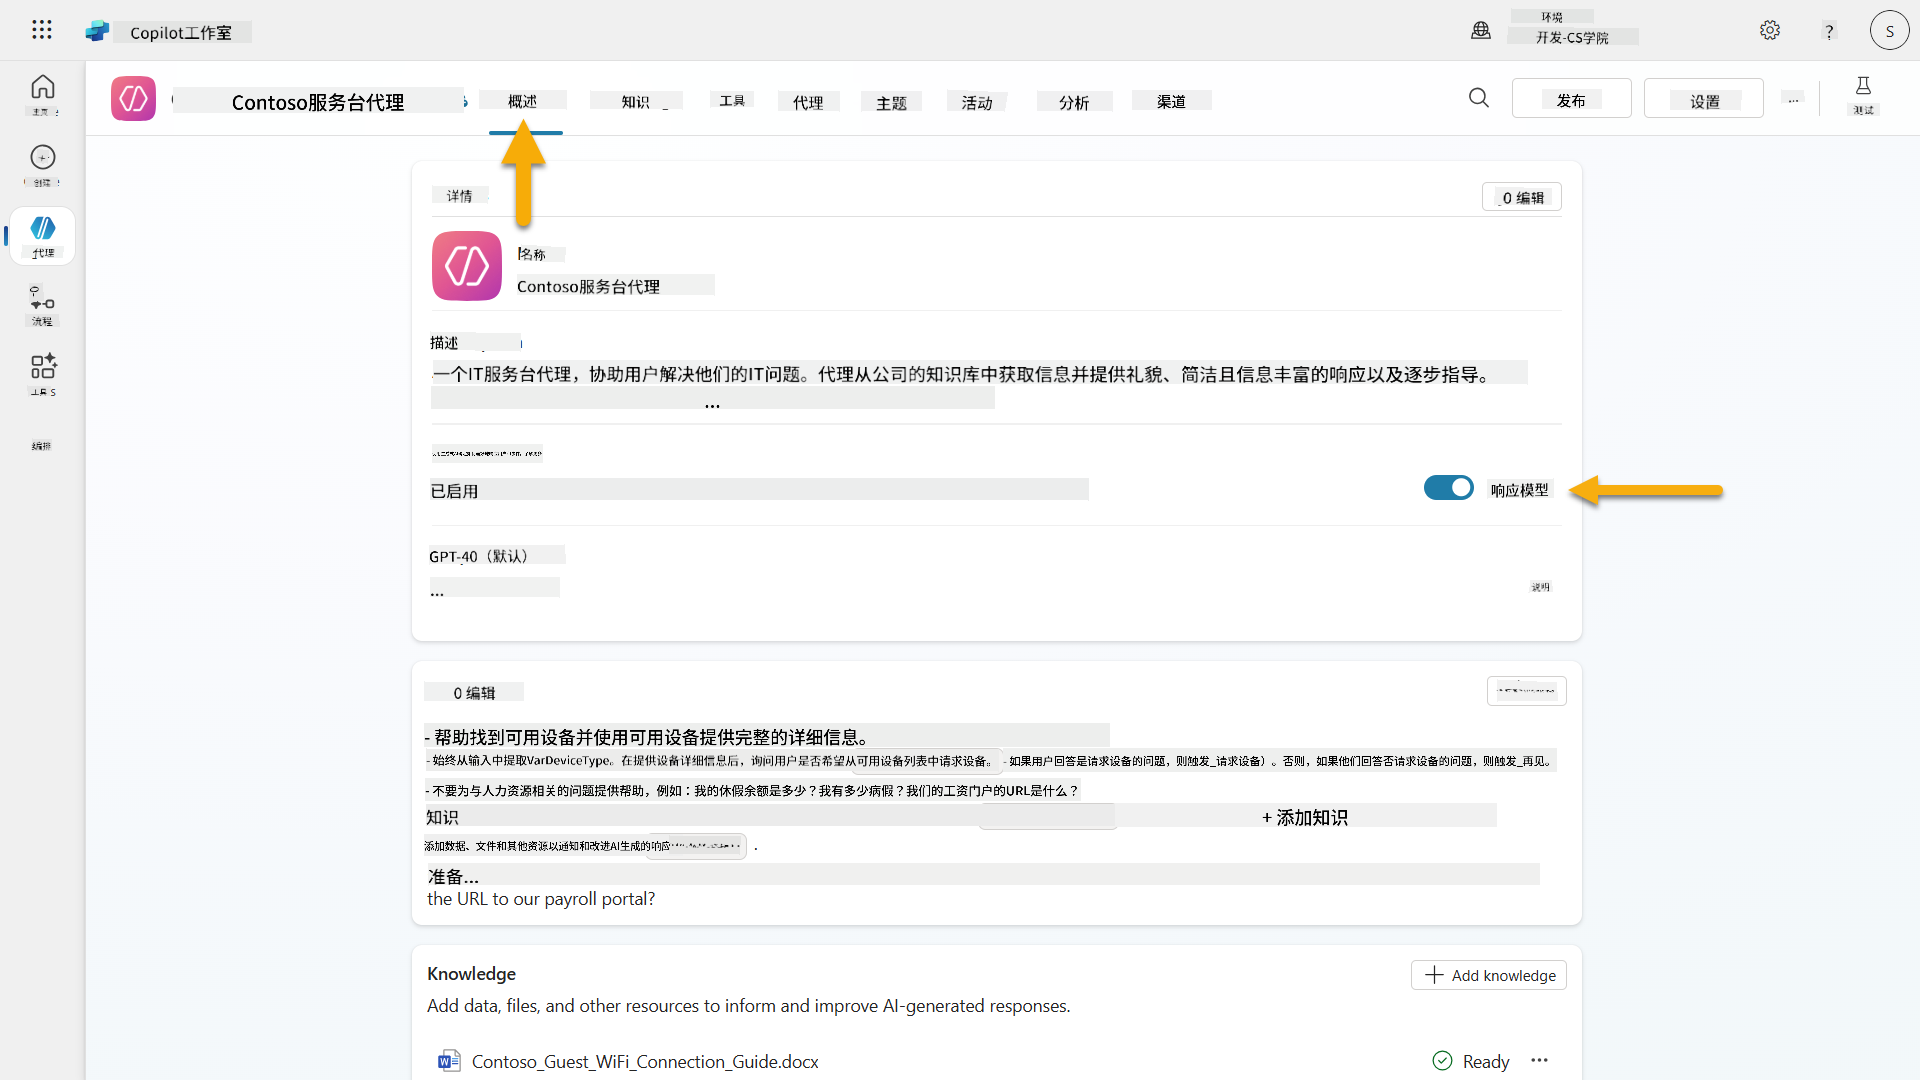 Copilot工作室
环境
开发-CS学院
?
S
主页
创建
代理
流程
工具 S
编排
Contoso服务台代理
概述
知识
工具
代理
主题
活动
分析
渠道
发布
设置
...
测试
详情
0 编辑
名称
Contoso服务台代理
描述
一个IT服务台代理，协助用户解决他们的IT问题。代理从公司的知识库中获取信息并提供礼貌、简洁且信息丰富的响应以及逐步指导。
...
已启用
响应模型
GPT-4o（默认）
...
说明
0 编辑
- 帮助找到可用设备并使用可用设备提供完整的详细信息。
- 始终从输入中提取VarDeviceType。在提供设备详细信息后，询问用户是否希望从可用设备列表中请求设备。 - 如果用户回答是请求设备的问题，则触发_请求设备）。否则，如果他们回答否请求设备的问题，则触发_再见。
- 不要为与人力资源相关的问题提供帮助，例如：我的休假余额是多少？我有多少病假？我们的工资门户的URL是什么？
知识
+ 添加知识
添加数据、文件和其他资源以通知和改进AI生成的响应
准备...
the URL to our payroll portal?
Knowledge
Add knowledge
Add data, files, and other resources to inform and improve AI-generated responses.
Contoso_Guest_WiFi_Connection_Guide.docx
Ready
...